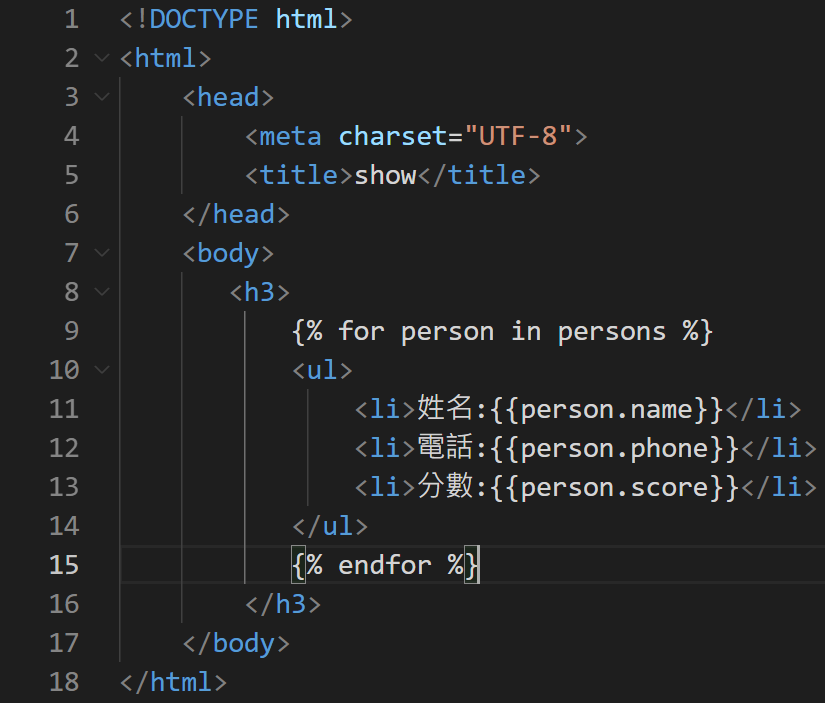 1 <!DOCTYPE html>
2 <html>
3 <head>
4 <meta charset="UTF-8">
5 <title>show</title>
6 </head>
7 <body>
8 <h3>
9 {% for person in persons %}
10 <ul>
11 <li>姓名:{{person.name}}</li>
12 <li>電話:{{person.phone}}</li>
13 <li>分數:{{person.score}}</li>
14 </ul>
15 {% endfor %}
16 </h3>
17 </body>
18 </html>